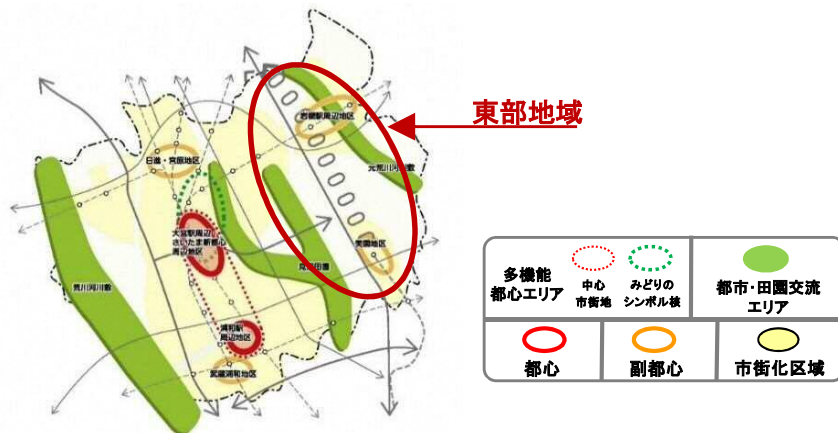 東部地域
岩槻駅周辺地区
日進・宮原地区
元荒川河川敷
大宮駅周辺
さいたま新都心
周辺地区
美園地区
見沼田園
荒川河川敷
浦和駅
周辺地区
武蔵浦和地区
多機能
都心エリア
中心
市街地
みどりの
シンボル核
都市・田園交流
エリア
都心
副都心
市街化区域